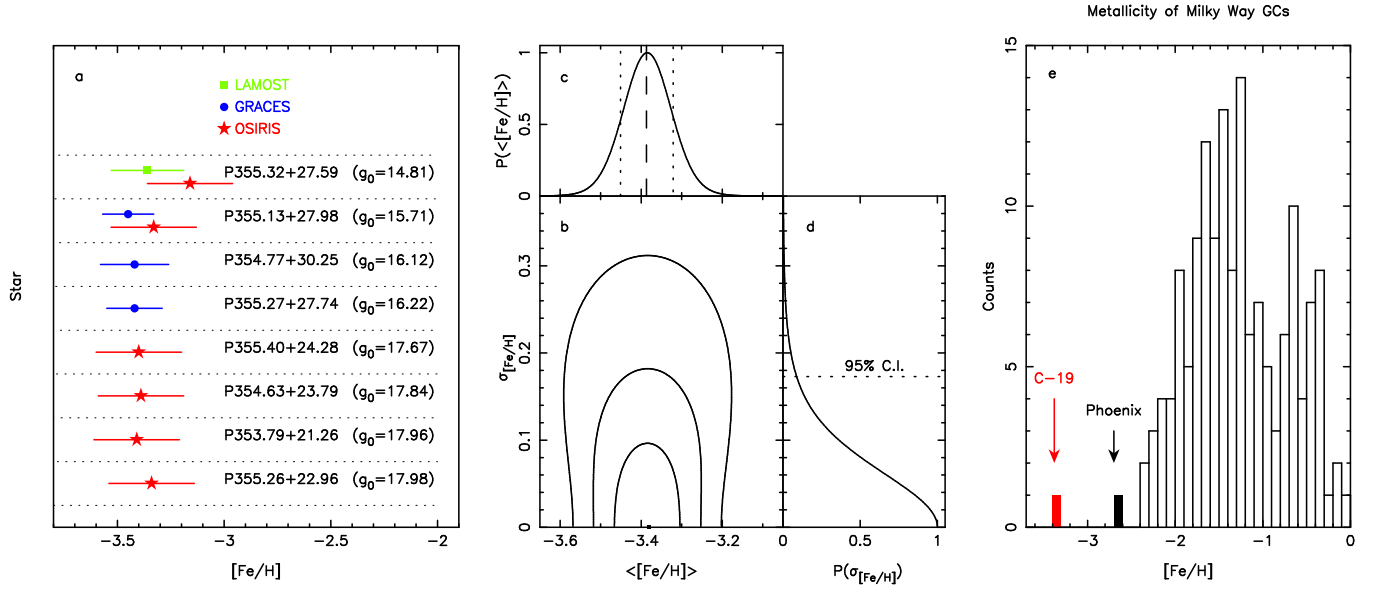 Metallicity of Milky Way GCs
a
LAMOST
GRACES
OSIRIS
P355.32+27.59 (g0=14.81)
P355.13+27.98 (g0=15.71)
P354.77+30.25 (g0=16.12)
P355.27+27.74 (g0=16.22)
P355.40+24.28 (g0=17.67)
P354.63+23.79 (g0=17.84)
P353.79+21.26 (g0=17.96)
P355.26+22.96 (g0=17.98)
Star
−3.5 −3 −2.5 −2
[Fe/H]
c
P(<[Fe/H]>)
1
0.5
0
b
σ[Fe/H]
0.3
0.2
0.1
0
−3.6 −3.4 −3.2
<[Fe/H]>
d
95% C.I.
0 0.5 1
P(σ[Fe/H])
e
Counts
15
10
5
0
C−19
Phoenix
−3 −2 −1 0
[Fe/H]